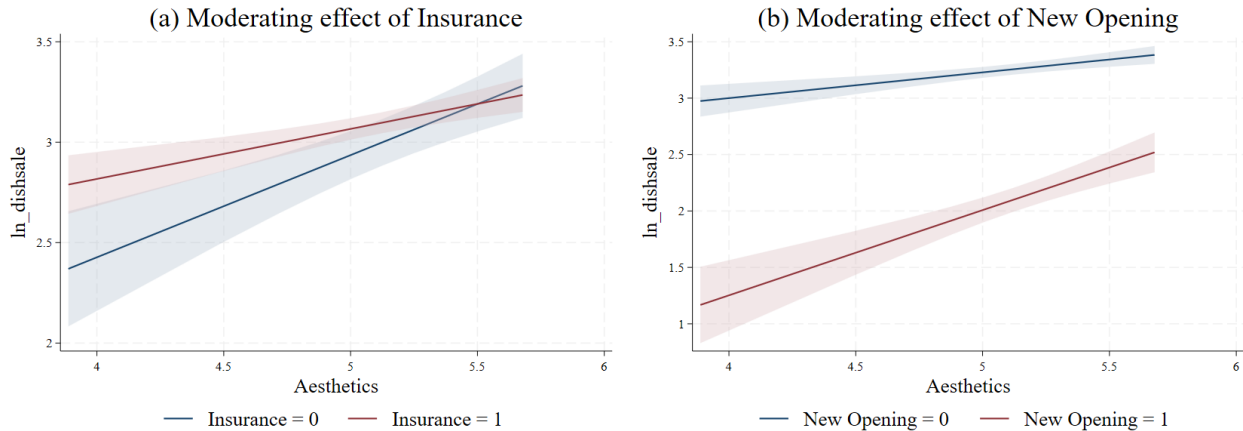 (a) Moderating effect of Insurance
3.5
3
2.5
2
ln_dishsale
4
4.5
5
5.5
6
Aesthetics
Insurance = 0
Insurance = 1
(b) Moderating effect of New Opening
3.5
3
2.5
2
1.5
1
ln_dishsale
4
4.5
5
5.5
6
Aesthetics
New Opening = 0
New Opening = 1